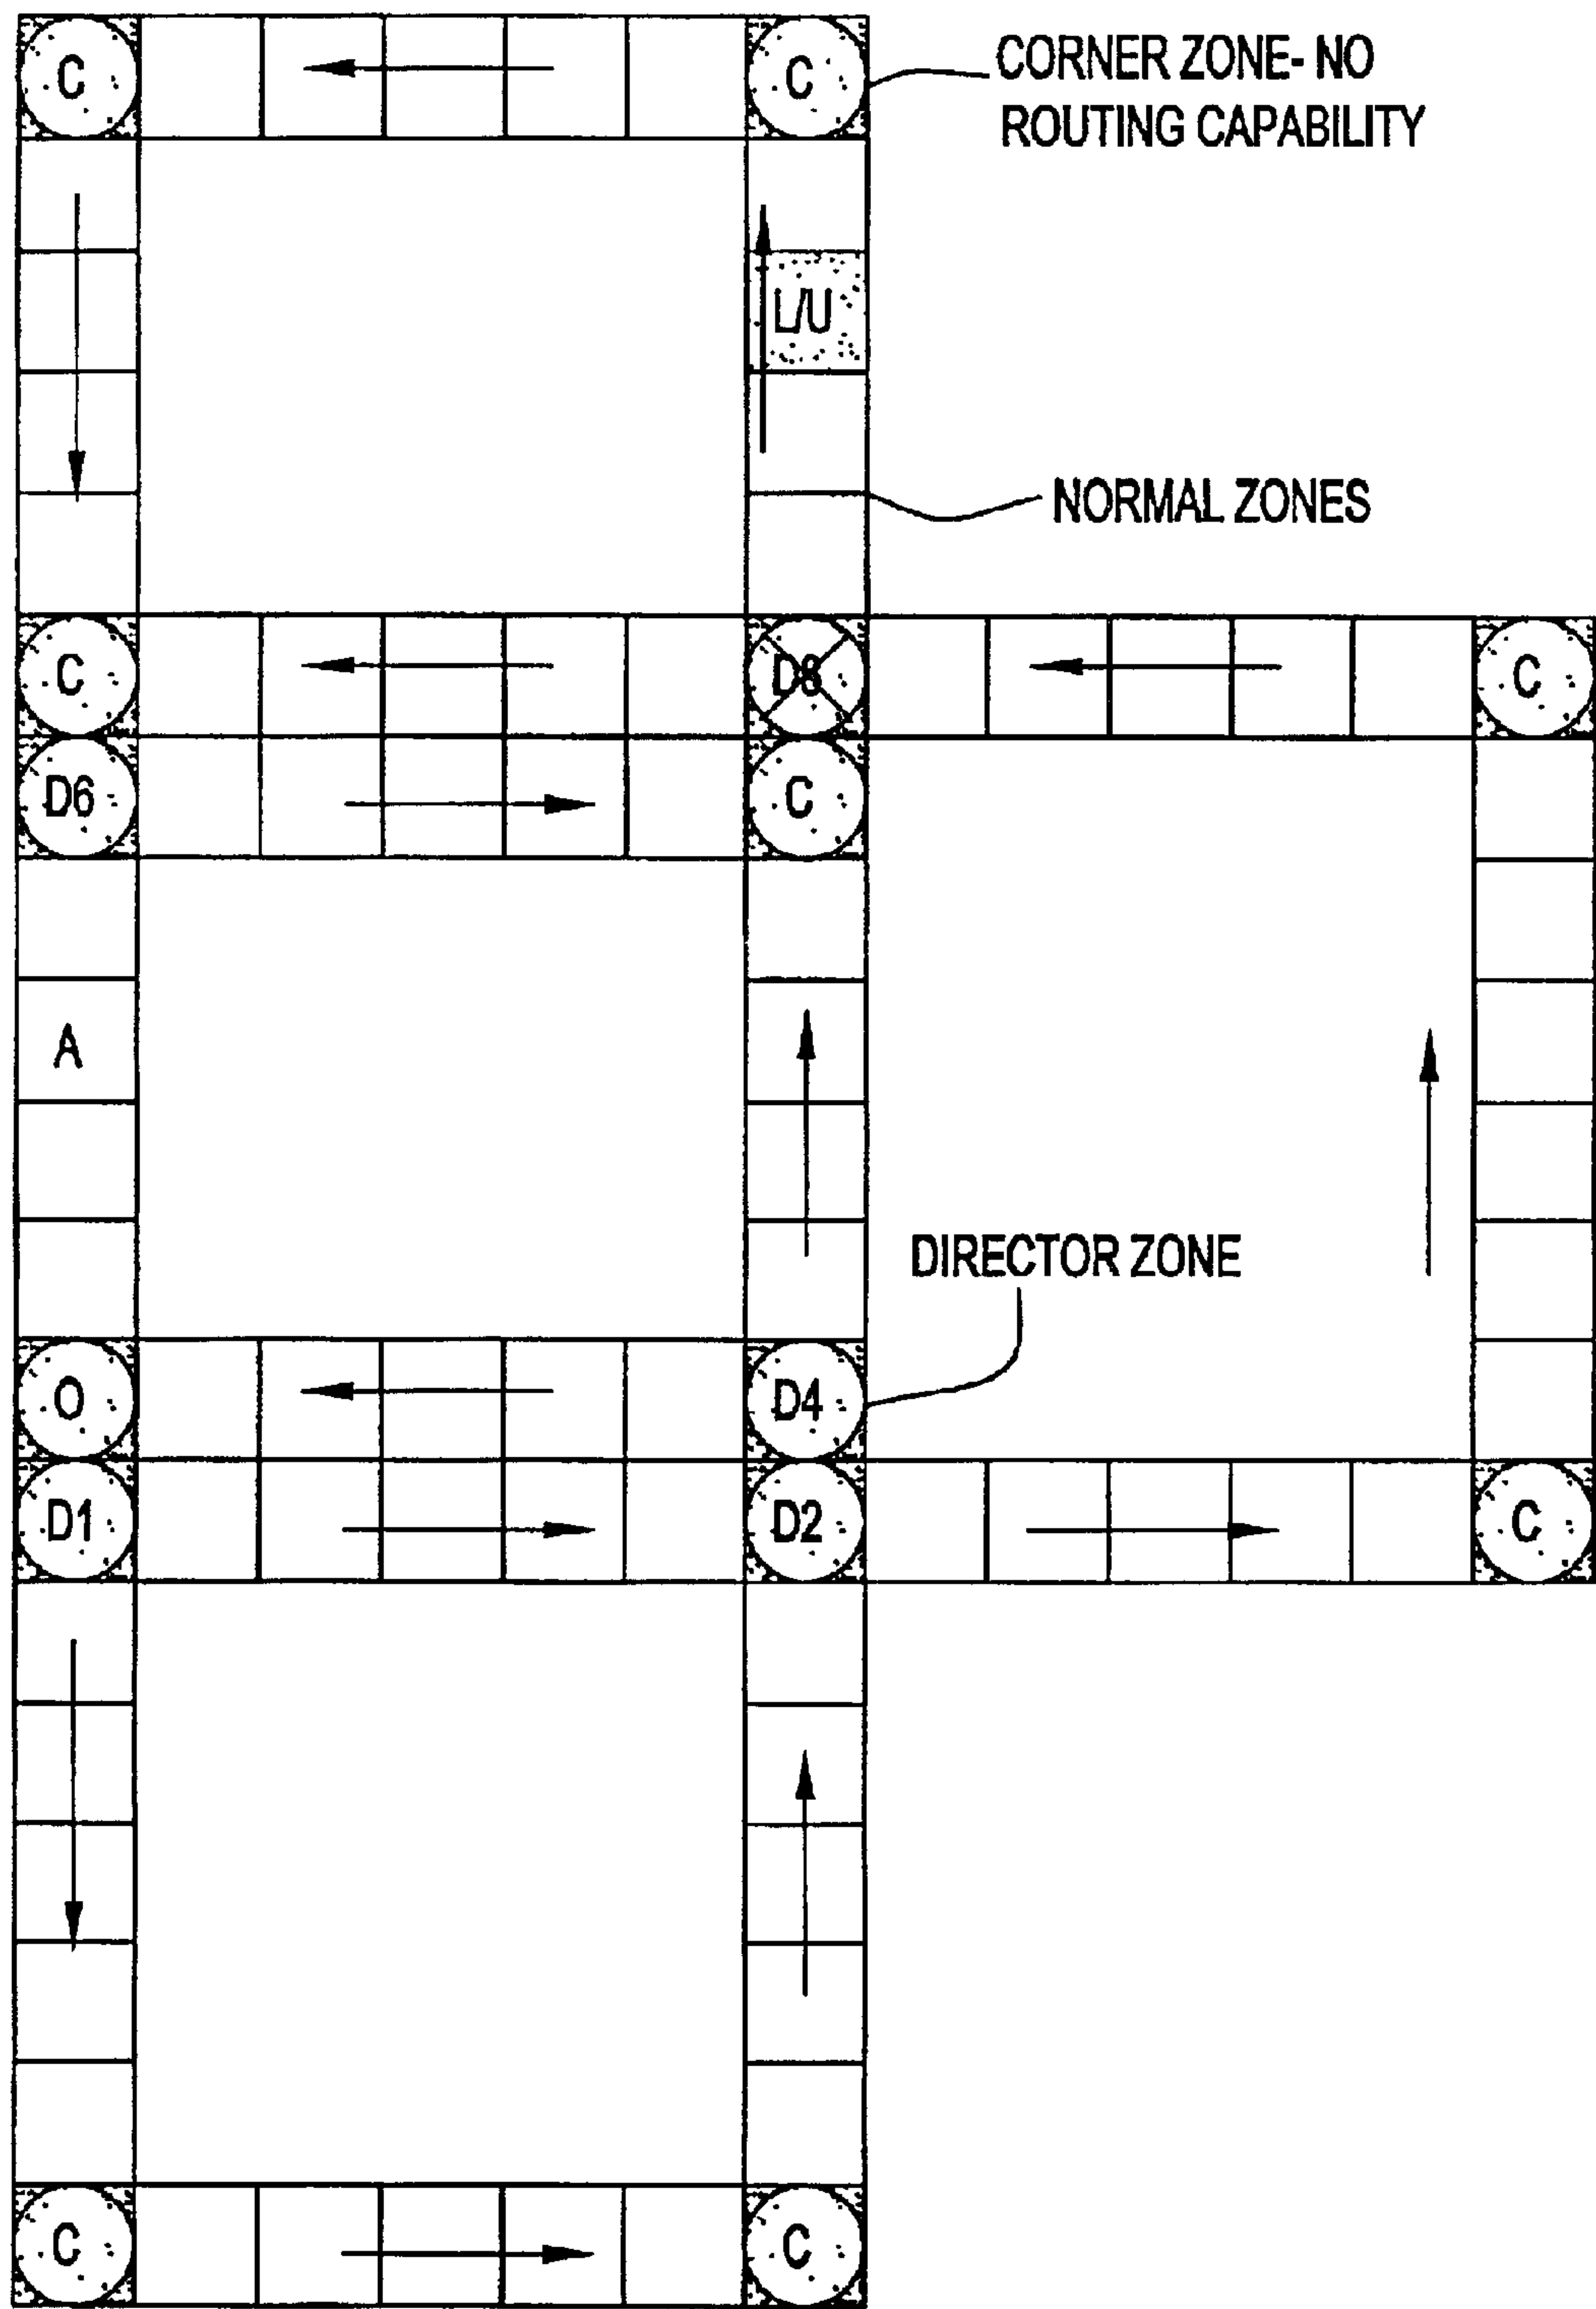 C
C
CORNER ZONE- NO
ROUTING CAPABILITY
L/U
NORMAL ZONES
C
D8
C
D6
C
A
DIRECTOR ZONE
O
D4
D1
D2
C
C
C